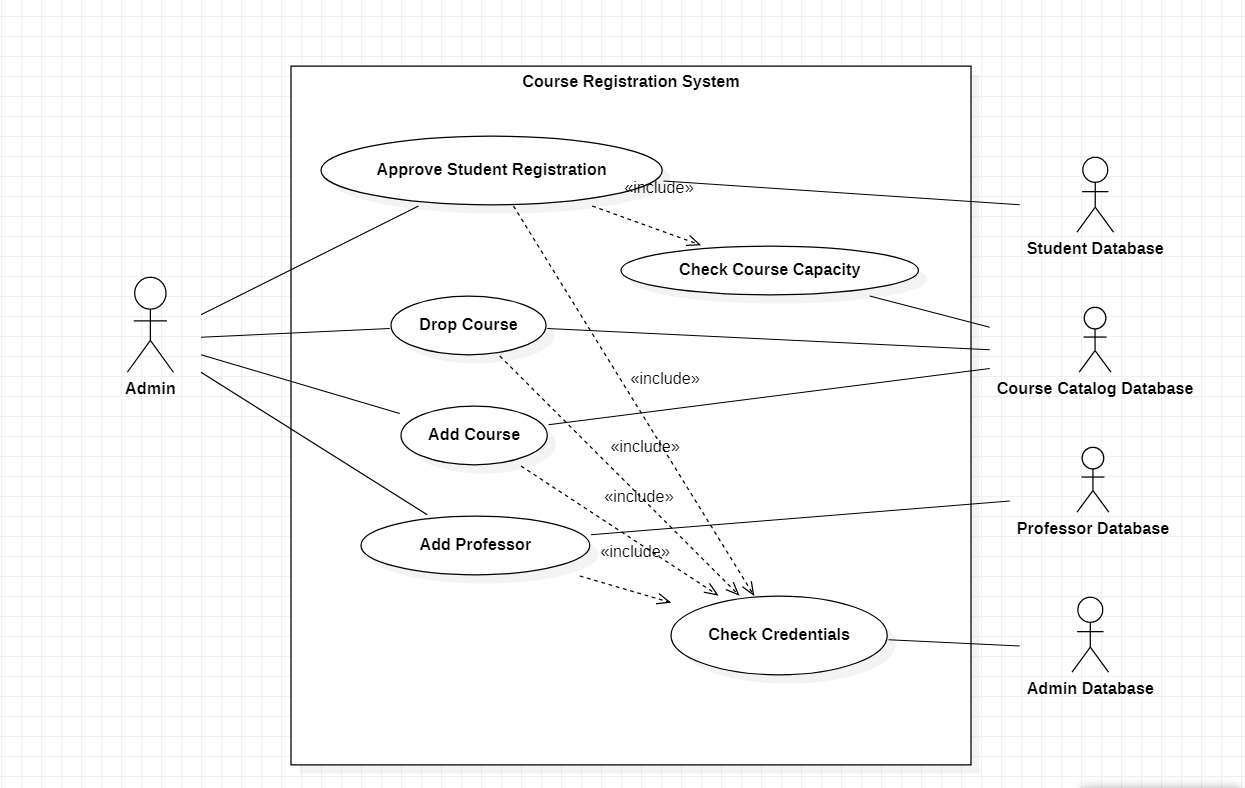 Course Registration System
Approve Student Registration
«include»
Student Database
Check Course Capacity
Drop Course
Admin
«include»
Course Catalog Database
Add Course
«include»
«include»
Add Professor
«include»
Professor Database
Check Credentials
Admin Database